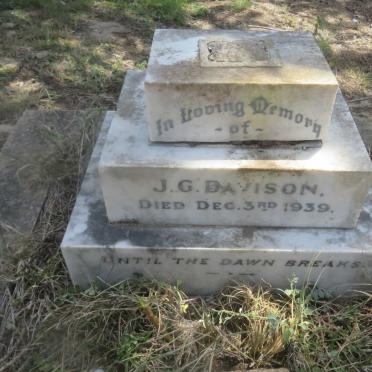 In Loving Memory
- of -
J. G. DAVISON.
DIED DEC. 3RD 1939.
UNTIL THE DAWN BREAKS.